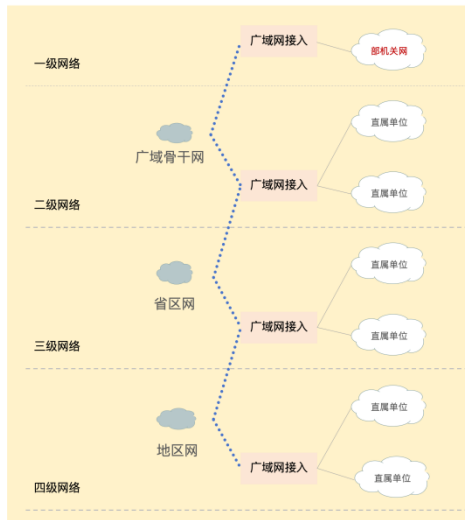 广域网接入
部机关网
一级网络
直属单位
广域骨干网
广域网接入
直属单位
二级网络
直属单位
省区网
广域网接入
直属单位
三级网络
直属单位
地区网
广域网接入
直属单位
四级网络